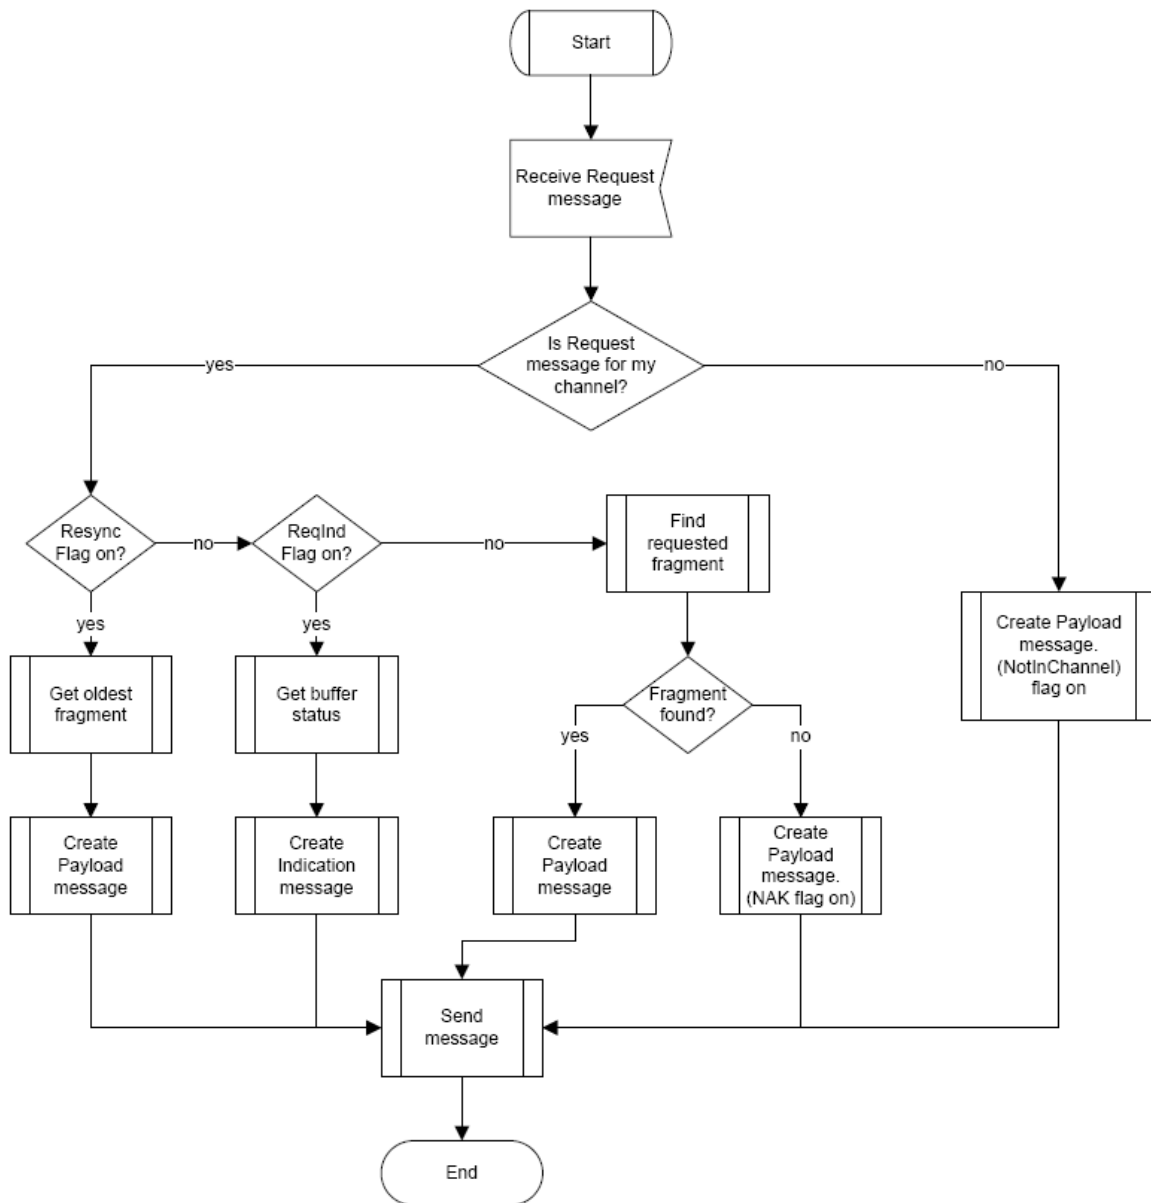 Start
Receive Request
message
Is Request
message for my
channel?
yes
no
Resync
Flag on?
no
ReqInd
Flag on?
no
Find
requested
fragment
yes
yes
Create Payload
message.
(NotInChannel)
flag on
Get oldest
fragment
Get buffer
status
Fragment
found?
yes
no
Create
Payload
message
Create
Indication
message
Create
Payload
message
Create
Payload
message.
(NAK flag on)
Send
message
End